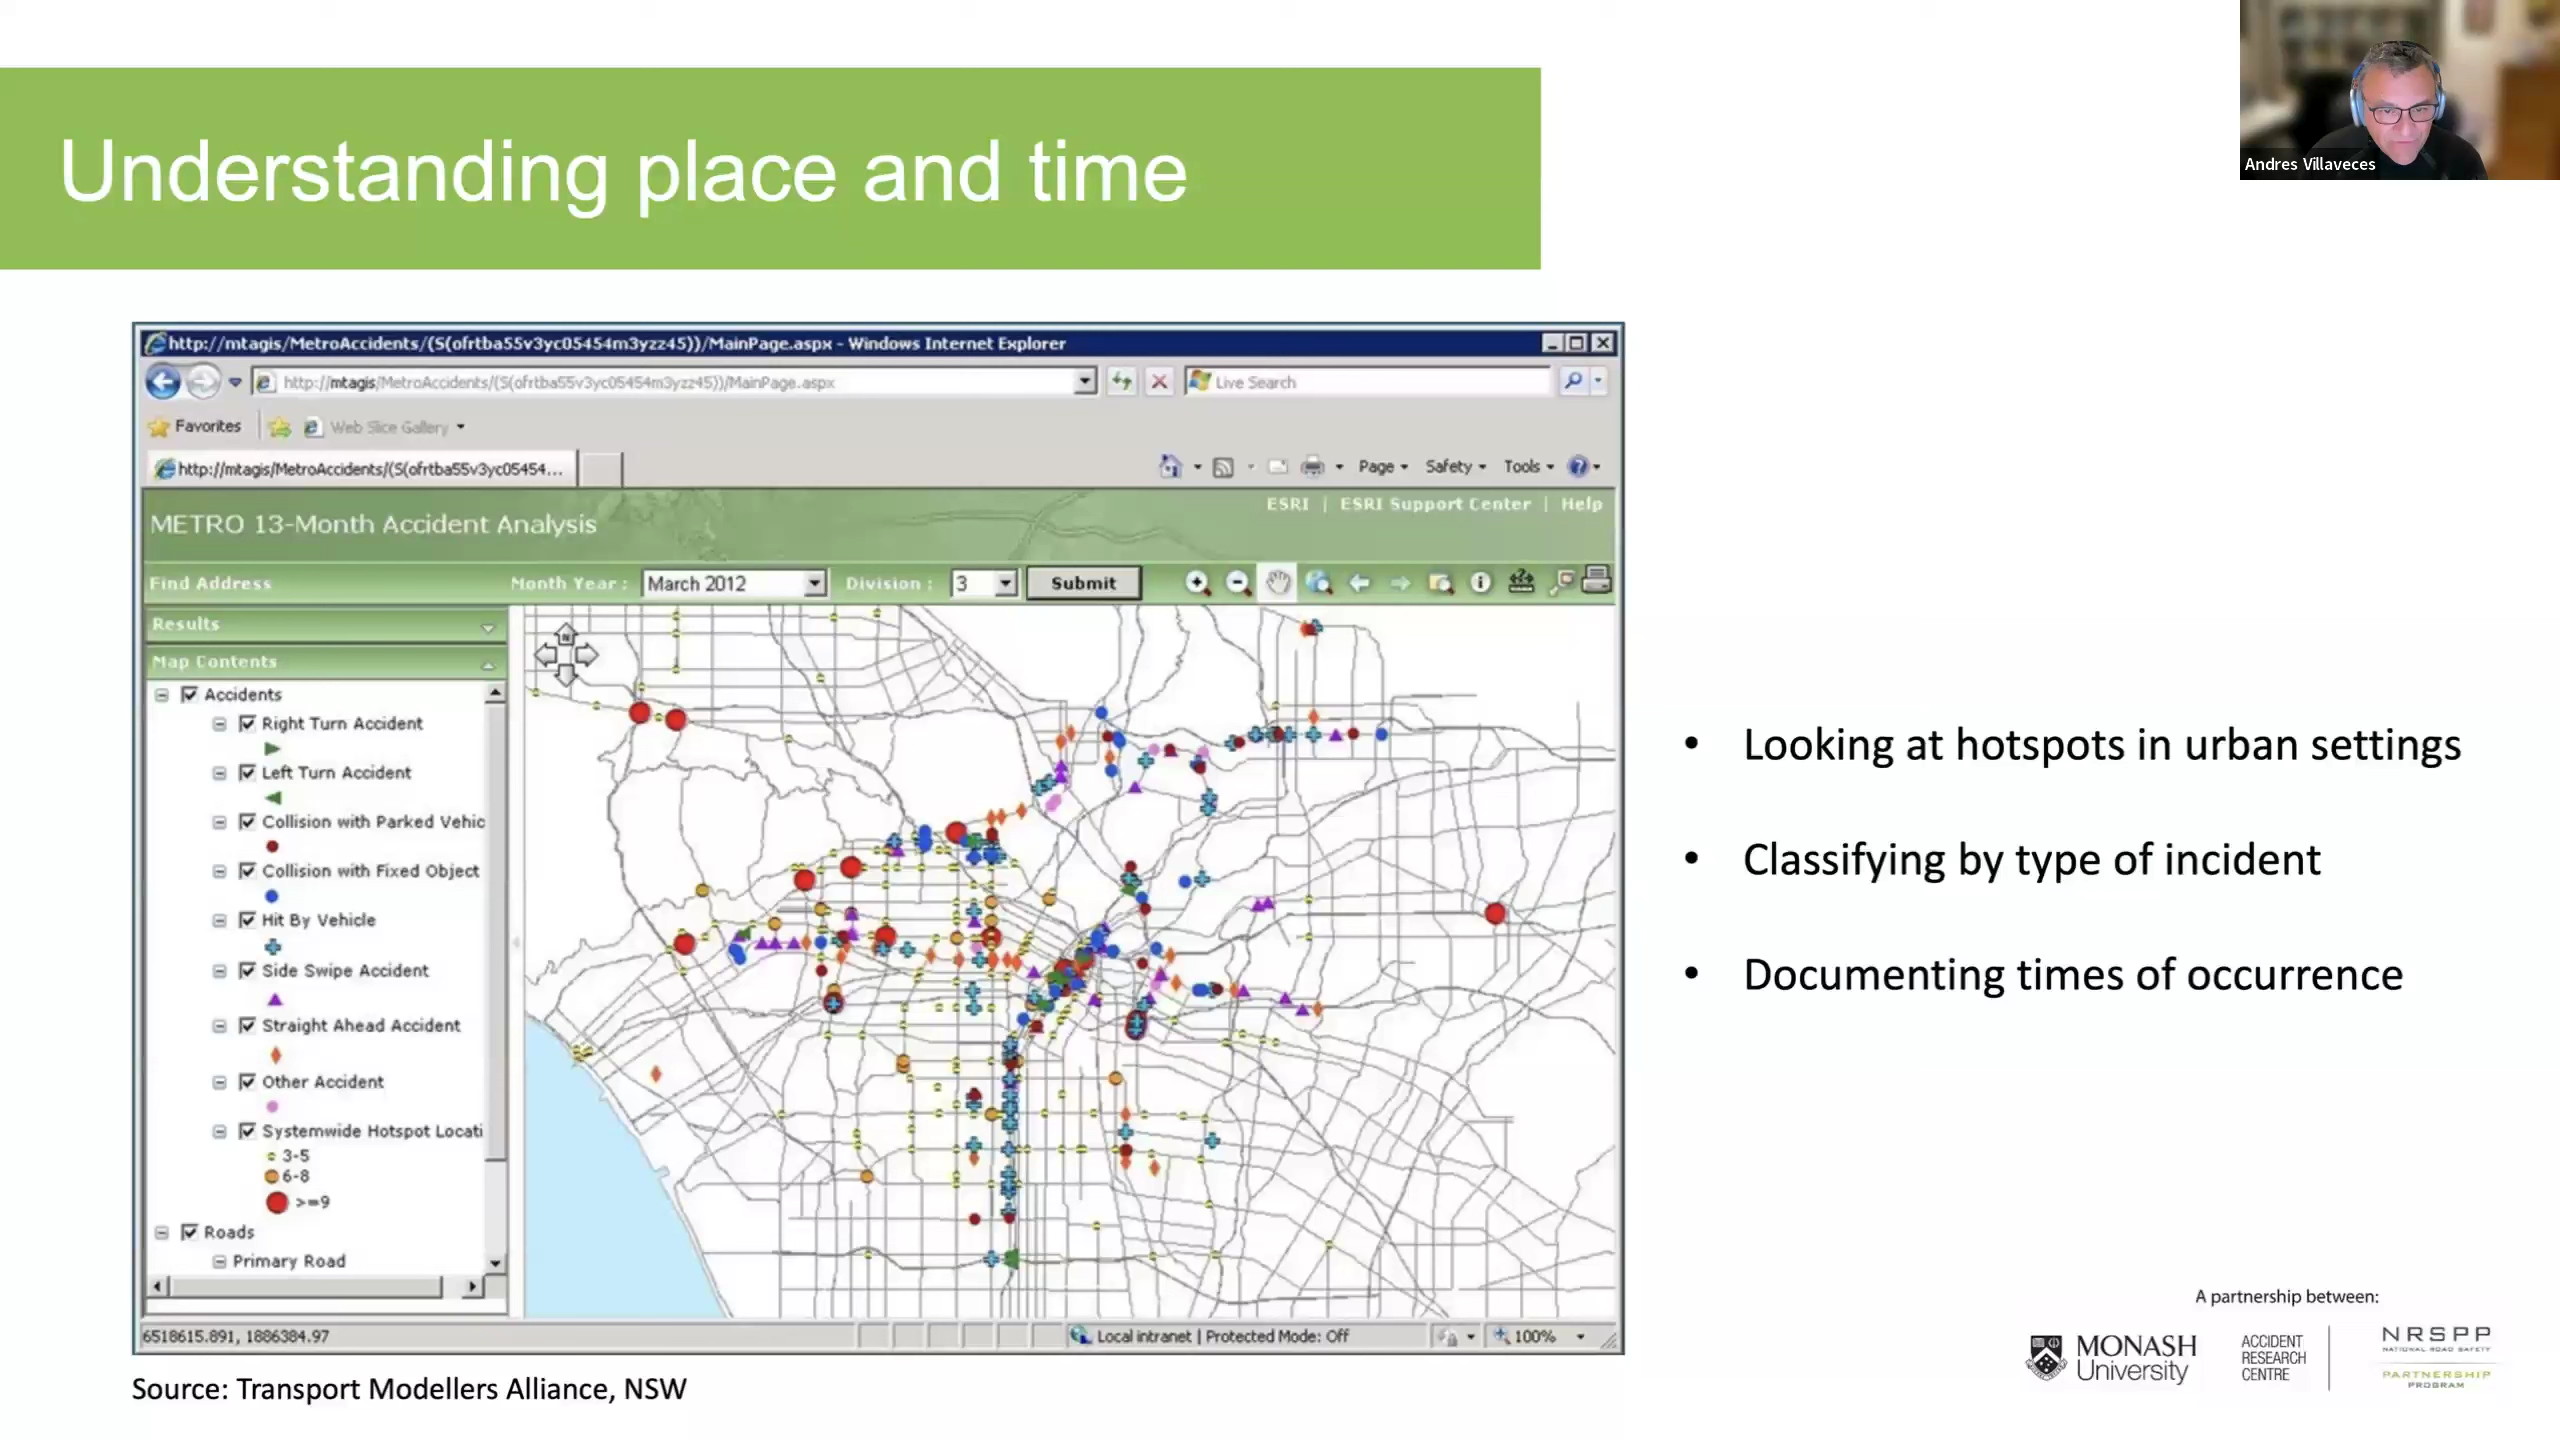 Understanding place and time
Andres Villaveces
http://mtagis/MetroAccidents/(S(ofrtba55v3yc05454m3yzz45))/MainPage.aspx - Windows Internet Explorer
http://mtagis/MetroAccidents/(S(ofrtba55v3yc05454m3yzz45))/MainPage.aspx
Live Search
Favorites
Web Slice Gallery
http://mtagis/MetroAccidents/(S(ofrtba55v3yc05454...
Page
Safety
Tools
ESRI | ESRI Support Center | Help
METRO 13-Month Accident Analysis
Find Address
Month Year :
March 2012
Division :
3
Submit
Results
Map Contents
N
Accidents
Right Turn Accident
Left Turn Accident
Collision with Parked Vehic
Collision with Fixed Object
Hit By Vehicle
Side Swipe Accident
Straight Ahead Accident
Other Accident
Systemwide Hotspot Locati
3-5
6-8
>=9
Roads
Primary Road
6518615.891, 1886384.97
Local intranet | Protected Mode: Off
100%
Source: Transport Modellers Alliance, NSW
• Looking at hotspots in urban settings
• Classifying by type of incident
• Documenting times of occurrence
A partnership between:
MONASH
University
ACCIDENT
RESEARCH
CENTRE
NRSPP
NATIONAL ROAD SAFETY
PARTNERSHIP
PROGRAM